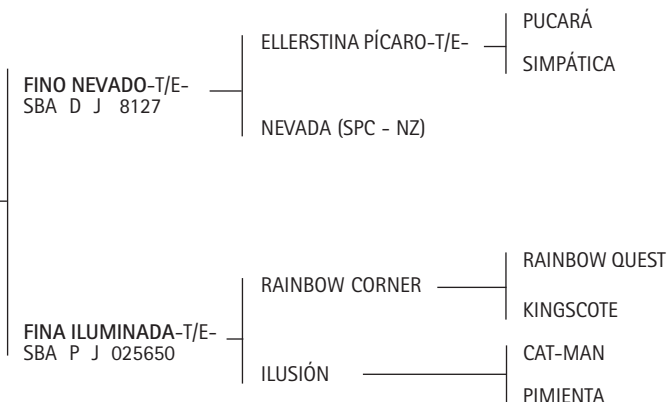 PUCARÁ
ELLERSTINA PÍCARO-T/E-
SIMPÁTICA
FINO NEVADO-T/E-
SBA D J 8127
NEVADA (SPC - NZ)
RAINBOW QUEST
RAINBOW CORNER
KINGSCOTE
FINA ILUMINADA-T/E-
SBA P J 025650
CAT-MAN
ILUSIÓN
PIMIENTA